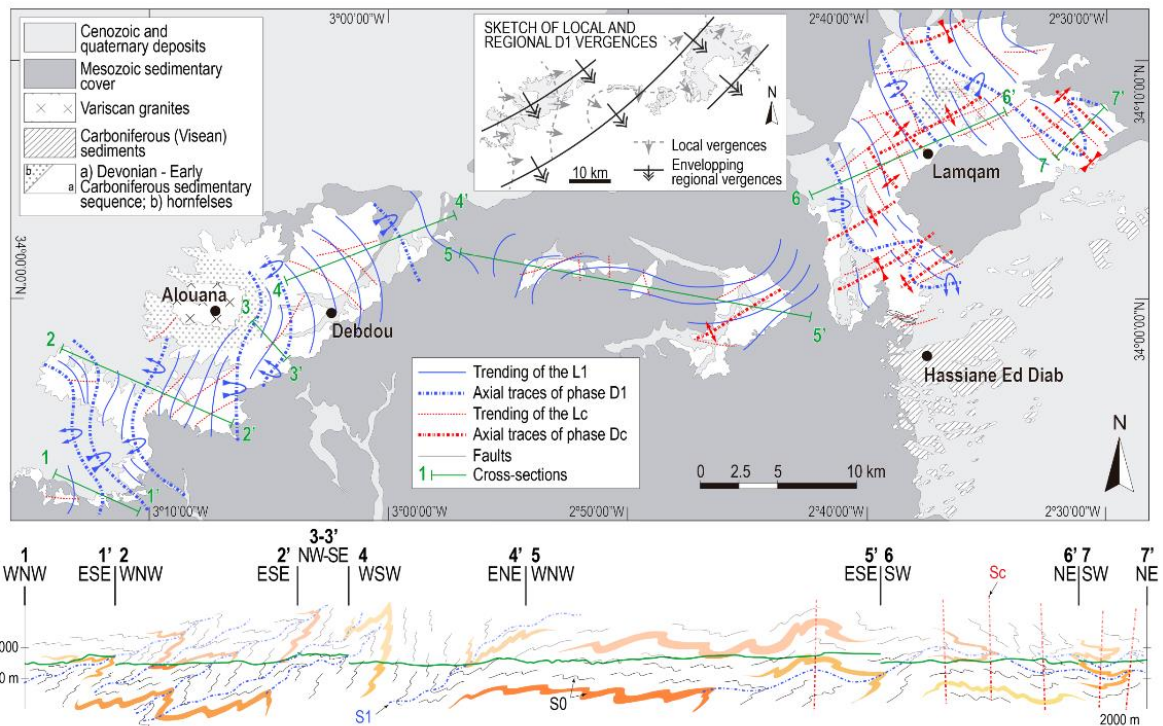 Cenozoic and
quaternary deposits
Mesozoic sedimentary
cover
Variscan granites
Carboniferous (Visean)
sediments
b
a
a) Devonian - Early
Carboniferous sedimentary
sequence; b) hornfelses
3°00'00"W
2°40'00"W
2°30'00"W
SKETCH OF LOCAL AND
REGIONAL D1 VERGENCES
N
Local vergences
Envelopping
regional vergences
10 km
34°10'00"N
34°00'00"N
34°00'00"N
6'
7'
7
6
Lamqam
4'
5
5'
4
3
3'
2
2'
1
1'
Alouana
Debdou
Hassiane Ed Diab
Trending of the L1
Axial traces of phase D1
Trending of the Lc
Axial traces of phase Dc
Faults
1
Cross-sections
0 2.5 5 10 km
N
3°10'00"W
3°00'00"W
2°50'00"W
2°40'00"W
2°30'00"W
1 1' 2 2' 3-3' 4 4' 5 5' 6 6' 7 7'
WNW ESE WNW ESE NW-SE WSW ENE WNW ESE SW NE SW NE
Sc
000
0 m
S1
S0
2000 m